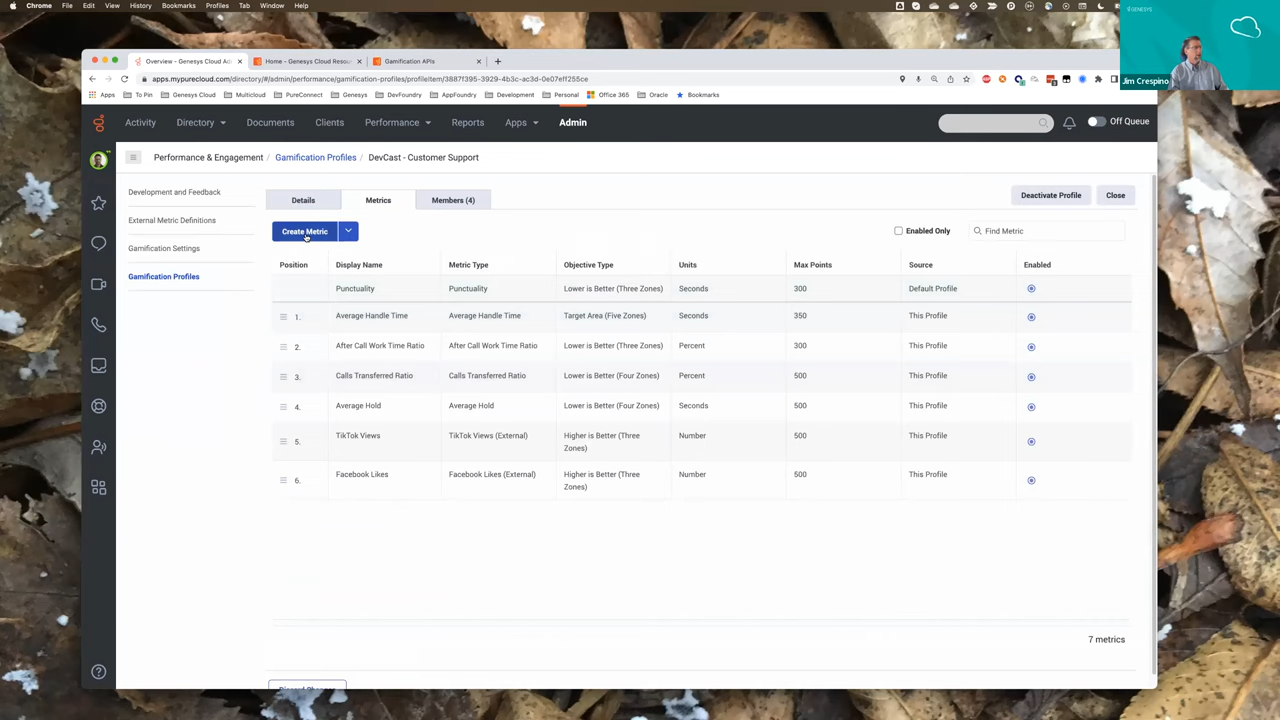 Chrome File Edit View History Bookmarks Profiles Tab Window Help
GENESYS
Jim Crespino
Overview - Genesys Cloud Ad
Home - Genesys Cloud Resou
Gamification APIs
apps.mypurecloud.com/directory/#/admin/performance/gamification-profiles/profileItem/3887f395-3929-4b3c-ac3d-0e07eff255ce
Apps To Pin Genesys Cloud Multicloud PureConnect Genesys DevFoundry AppFoundry Development Personal Office 365 Oracle Bookmarks
Activity Directory Documents Clients Performance Reports Apps Admin Off Queue
Performance & Engagement / Gamification Profiles / DevCast - Customer Support
Development and Feedback
External Metric Definitions
Gamification Settings
Gamification Profiles
Details Metrics Members (4) Deactivate Profile Close
Create Metric Enabled Only Find Metric
Position Display Name Metric Type Objective Type Units Max Points Source Enabled
Punctuality Punctuality Lower is Better (Three Zones) Seconds 300 Default Profile
1. Average Handle Time Average Handle Time Target Area (Five Zones) Seconds 350 This Profile
2. After Call Work Time Ratio After Call Work Time Ratio Lower is Better (Three Zones) Percent 300 This Profile
3. Calls Transferred Ratio Calls Transferred Ratio Lower is Better (Four Zones) Percent 500 This Profile
4. Average Hold Average Hold Lower is Better (Four Zones) Seconds 500 This Profile
5. TikTok Views TikTok Views (External) Higher is Better (Three Zones) Number 500 This Profile
6. Facebook Likes Facebook Likes (External) Higher is Better (Three Zones) Number 500 This Profile
7 metrics